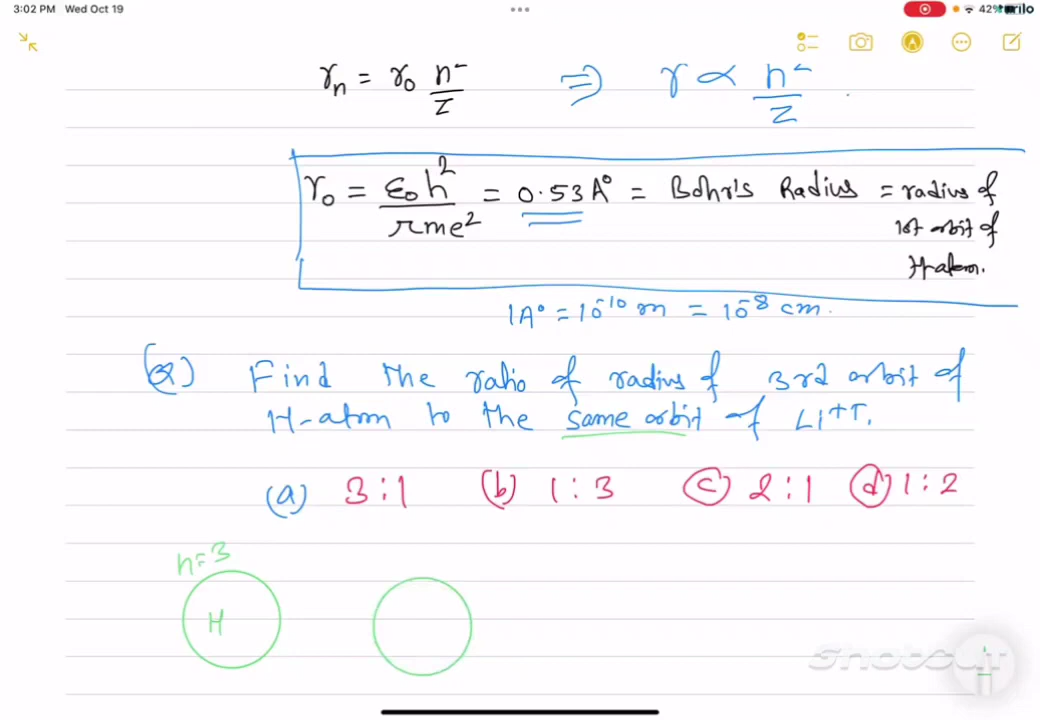 3:02 PM Wed Oct 19
42%
rₙ = r₀ n²/Z ⇒ r ∝ n²/Z
r₀ = ε₀h²/πme² = 0.53 A° = Bohr's Radius = radius of
1st orbit of
H-atom.
1A° = 10⁻¹⁰ m = 10⁻⁸ cm.
(Q) Find the ratio of radius of 3rd orbit of
H-atom to the same orbit of Li⁺⁺.
(a) 3:1 (b) 1:3 (c) 2:1 (d) 1:2
n=3
H
Shotcut